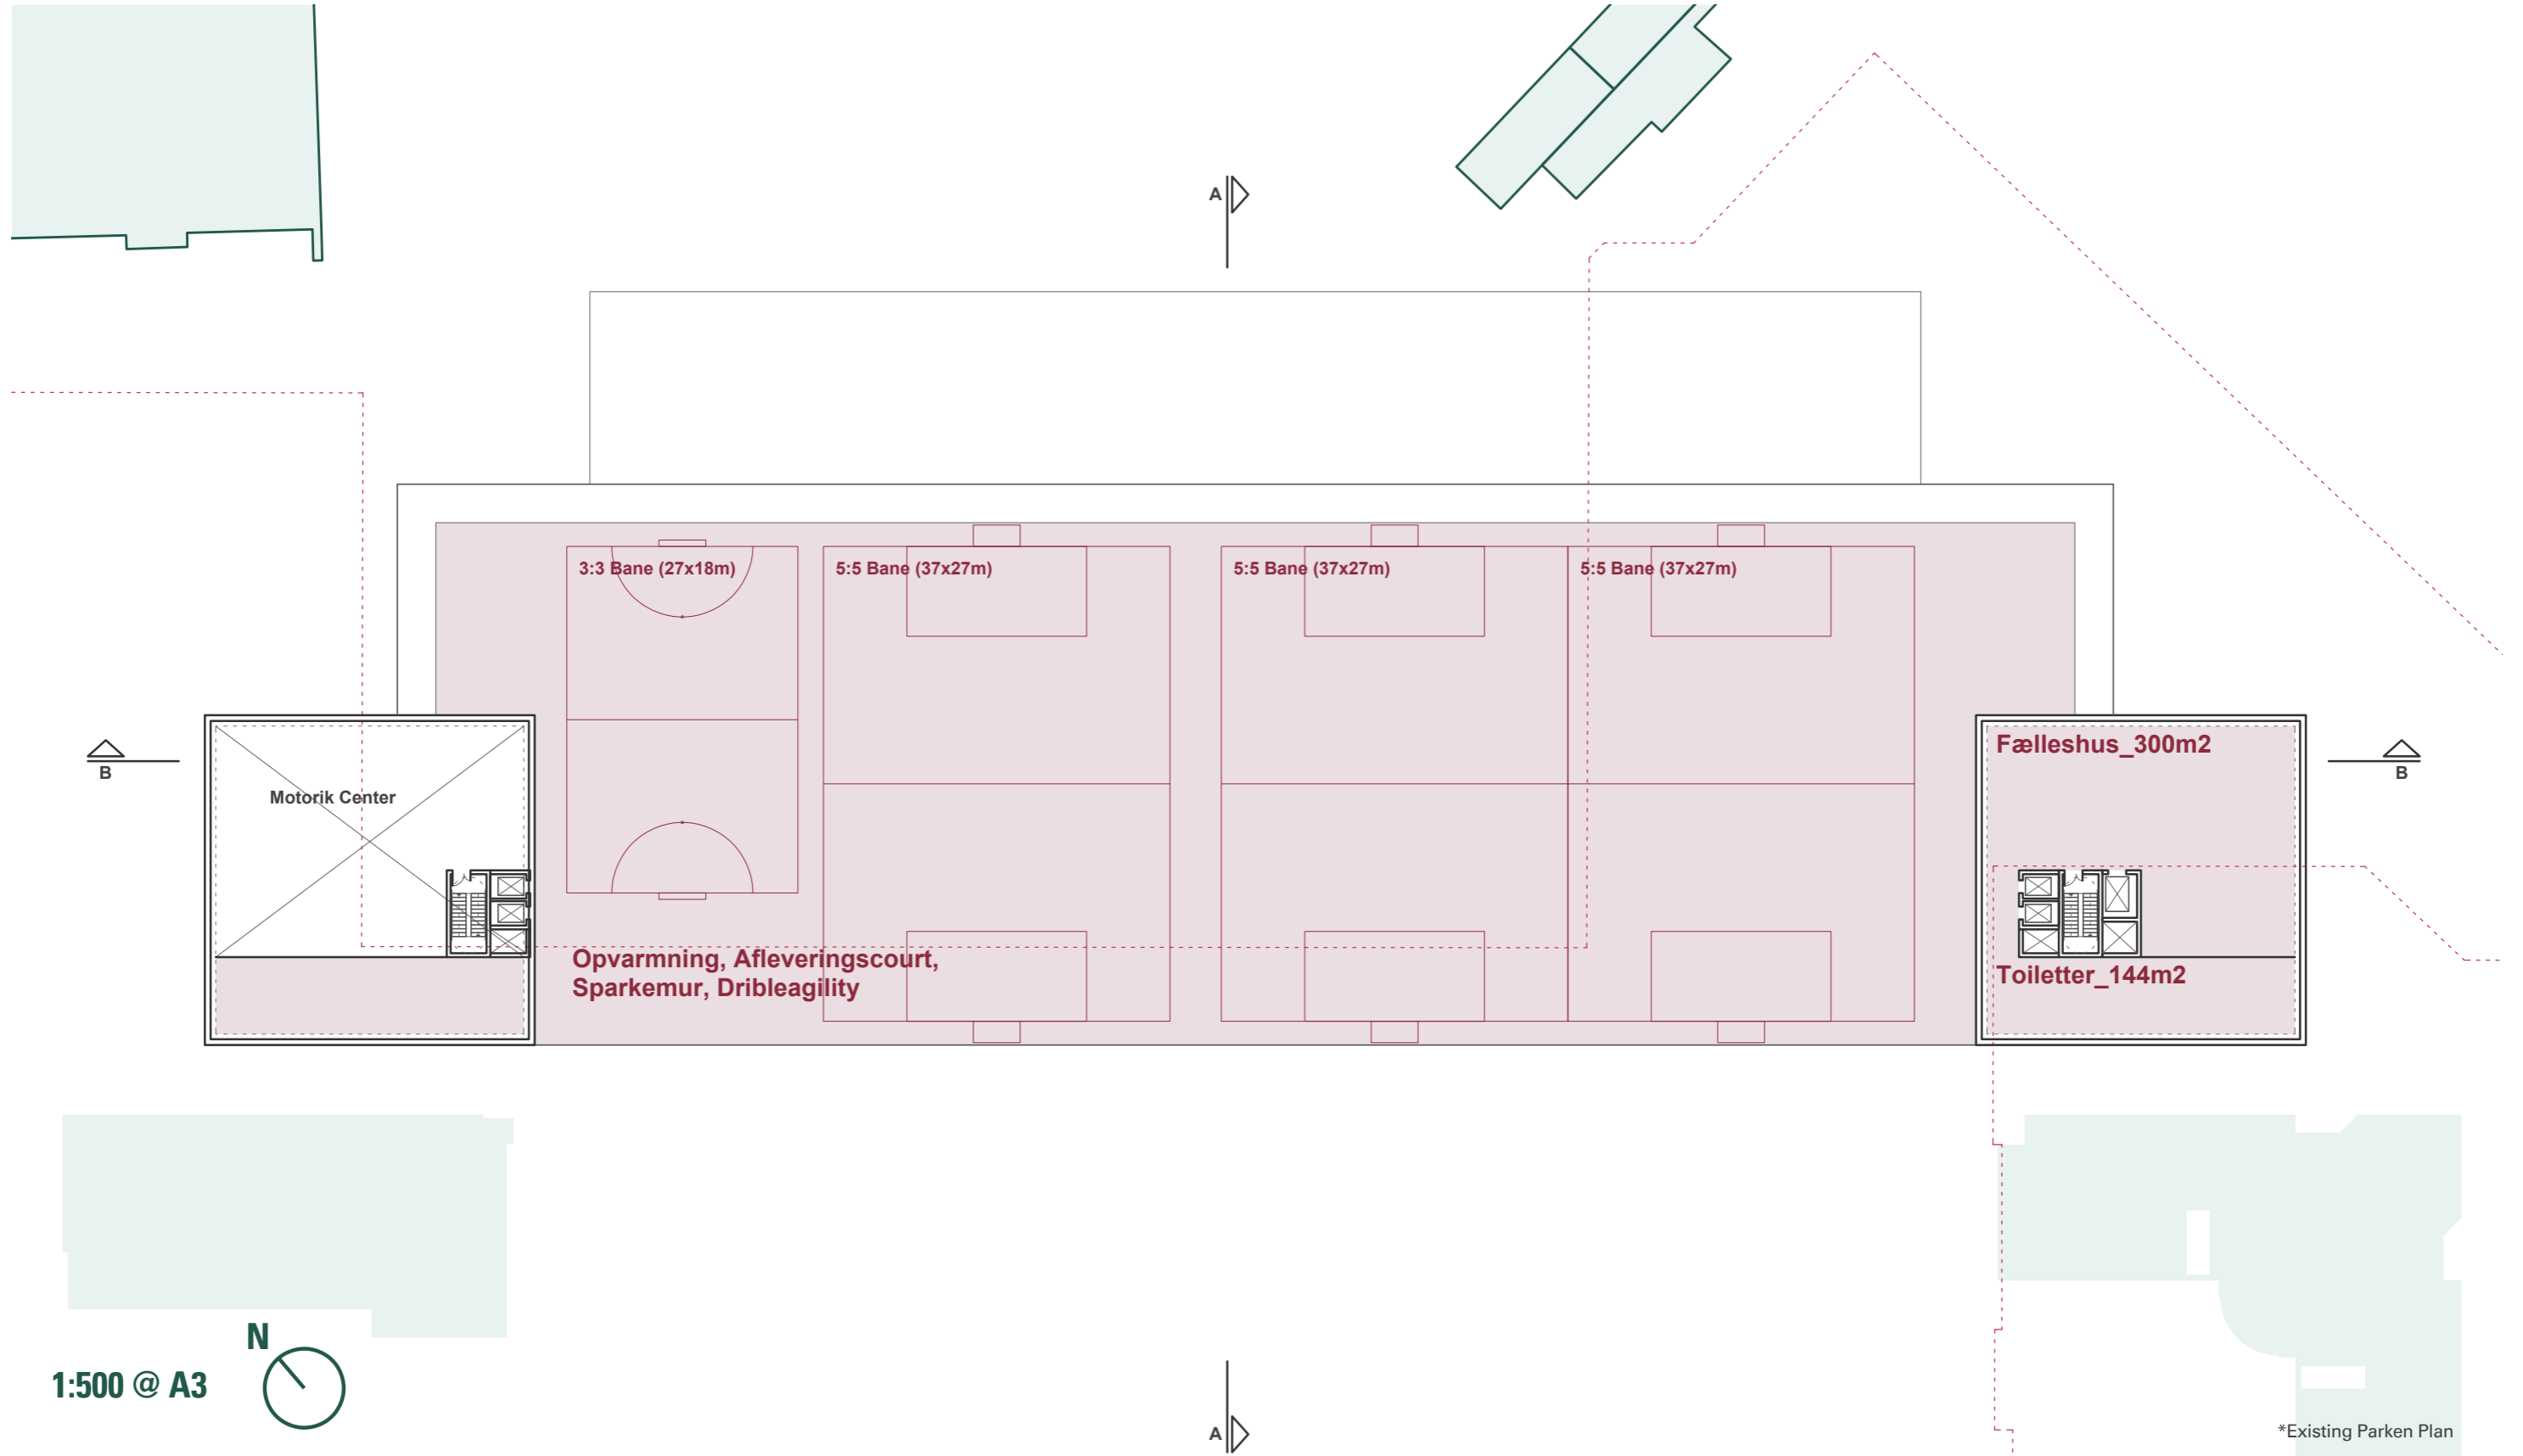 A
3:3 Bane (27x18m)
5:5 Bane (37x27m)
5:5 Bane (37x27m)
5:5 Bane (37x27m)
Fælleshus_300m2
B
B
Motorik Center
Opvarmning, Afleveringscourt,
Sparkemur, Dribleagility
Toiletter_144m2
N
1:500 @ A3
A
*Existing Parken Plan